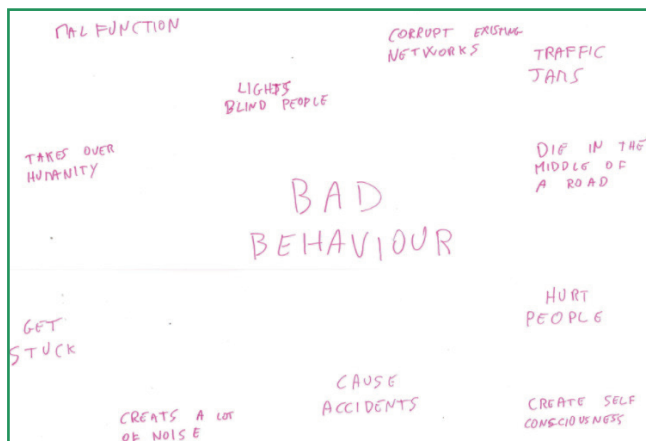 MALFUNCTION
CORRUPT EXISTING
NETWORKS
TRAFFIC
JAMS
LIGHTS
BLIND PEOPLE
TAKES OVER
HUMANITY
DIE IN THE
MIDDLE OF
A ROAD
BAD
BEHAVIOUR
HURT
PEOPLE
GET
STUCK
CAUSE
ACCIDENTS
CREATS A LOT
OF NOISE
CREATE SELF
CONSCIOUSNESS